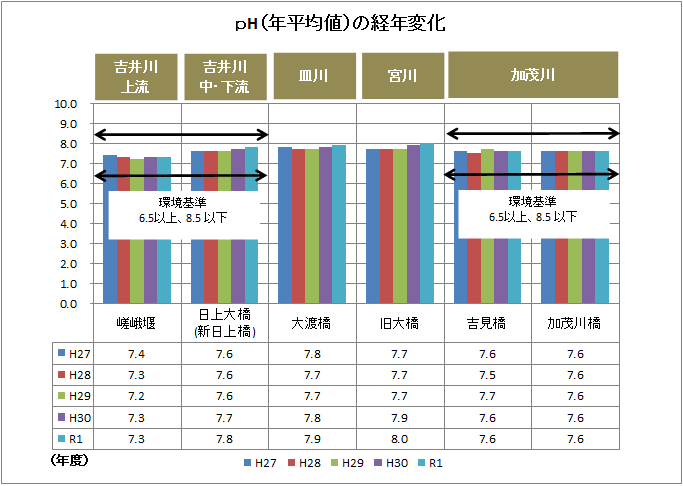 pH(年平均値)の経年変化
吉井川
上流
吉井川
中・下流
皿川
宮川
加茂川
10.0
9.0
8.0
7.0
6.0
5.0
4.0
3.0
2.0
1.0
0.0
環境基準
6.5以上、8.5以下
環境基準
6.5以上、8.5以下
嵯峨堰
日上大橋
(新日上橋)
大渡橋
旧大橋
吉見橋
加茂川橋
H27 7.4 7.6 7.8 7.7 7.6 7.6
H28 7.3 7.6 7.7 7.7 7.5 7.6
H29 7.2 7.6 7.7 7.7 7.7 7.6
H30 7.3 7.7 7.8 7.9 7.6 7.6
R1 7.3 7.8 7.9 8.0 7.6 7.6
(年度)
H27 H28 H29 H30 R1